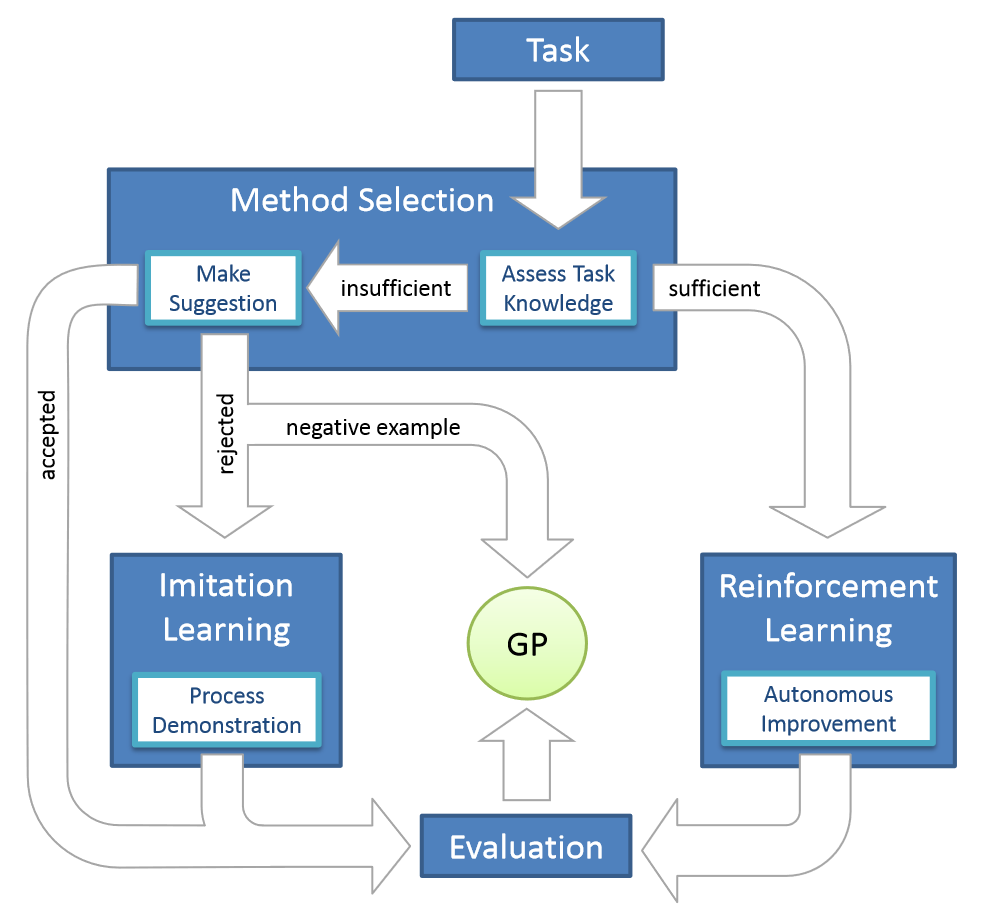 Task
Method Selection
Make
Suggestion
insufficient
Assess Task
Knowledge
sufficient
accepted
rejected
negative example
Imitation
Learning
Process
Demonstration
GP
Reinforcement
Learning
Autonomous
Improvement
Evaluation